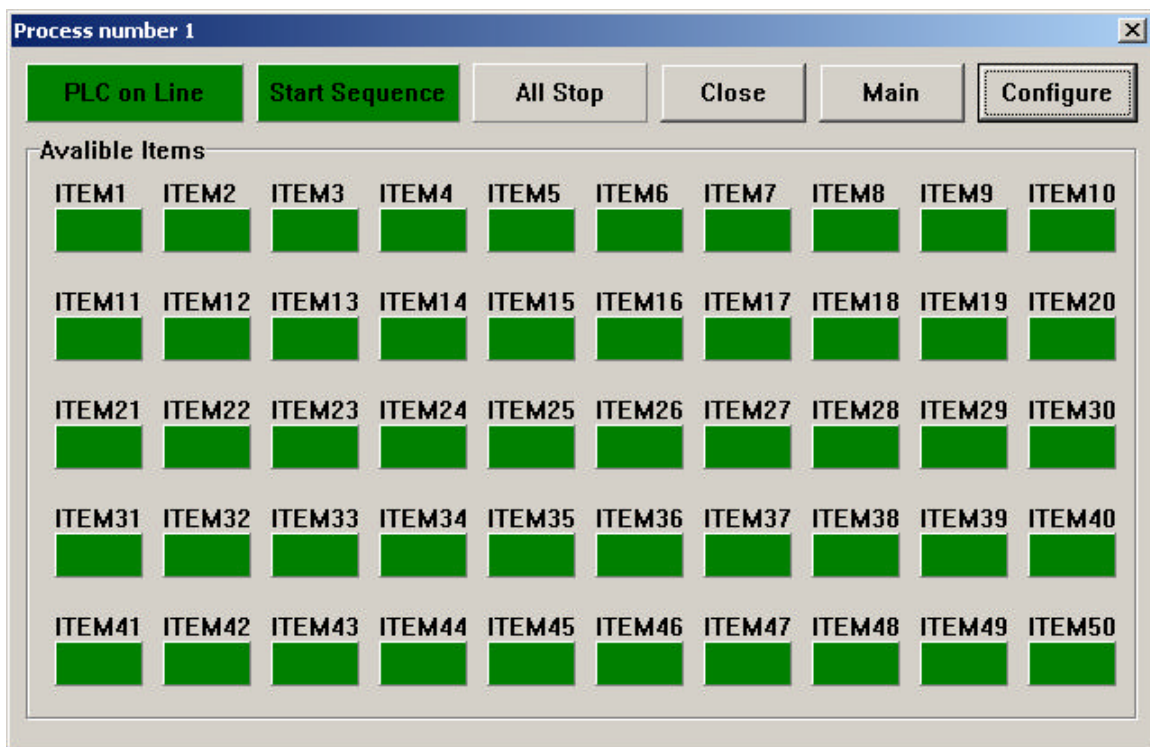 Process number 1
PLC on Line Start Sequence All Stop Close Main Configure
Avalible Items
ITEM1 ITEM2 ITEM3 ITEM4 ITEM5 ITEM6 ITEM7 ITEM8 ITEM9 ITEM10
ITEM11 ITEM12 ITEM13 ITEM14 ITEM15 ITEM16 ITEM17 ITEM18 ITEM19 ITEM20
ITEM21 ITEM22 ITEM23 ITEM24 ITEM25 ITEM26 ITEM27 ITEM28 ITEM29 ITEM30
ITEM31 ITEM32 ITEM33 ITEM34 ITEM35 ITEM36 ITEM37 ITEM38 ITEM39 ITEM40
ITEM41 ITEM42 ITEM43 ITEM44 ITEM45 ITEM46 ITEM47 ITEM48 ITEM49 ITEM50